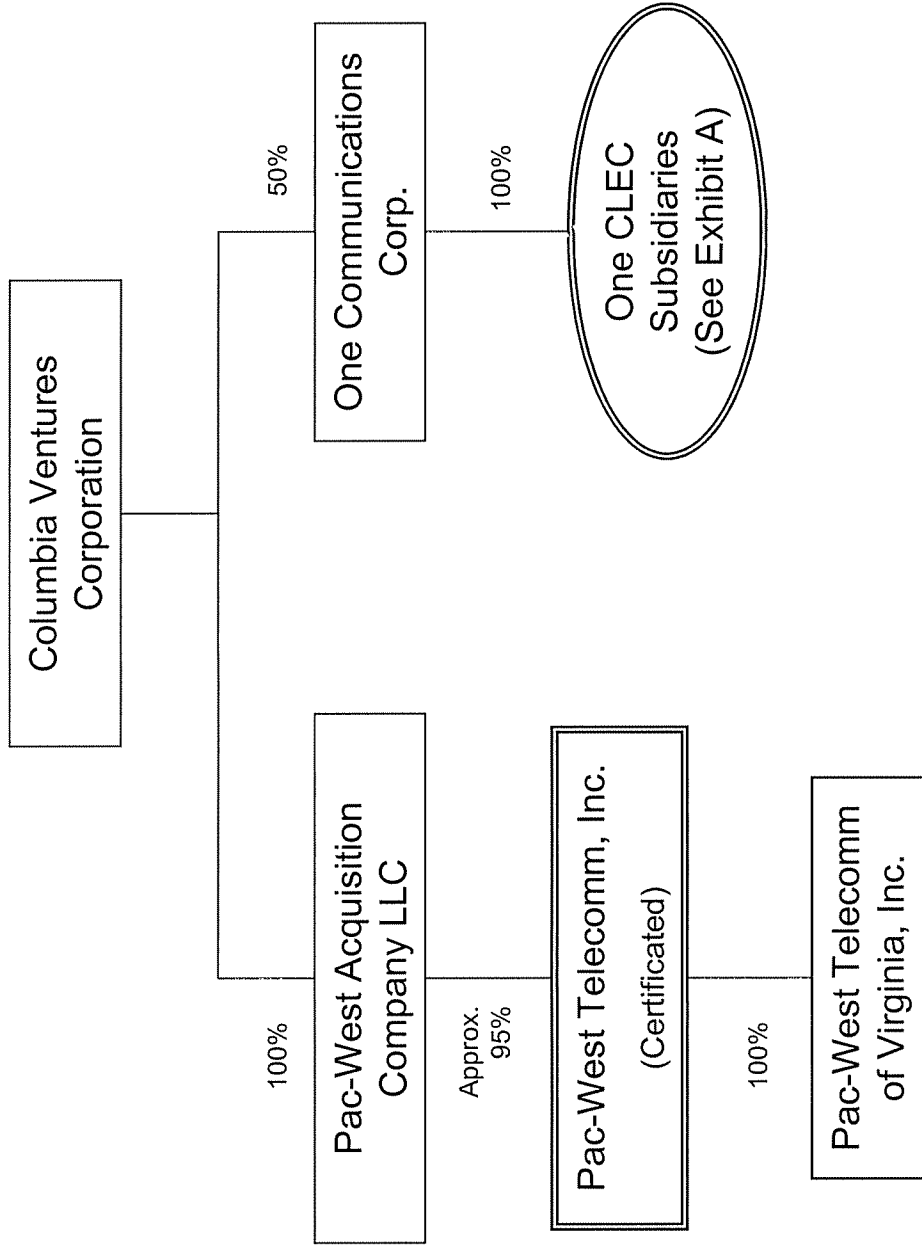 Columbia Ventures
Corporation
100%
50%
Pac-West Acquisition
Company LLC
One Communications
Corp.
Approx.
95%
100%
Pac-West Telecomm, Inc.
(Certificated)
One CLEC
Subsidiaries
(See Exhibit A)
100%
Pac-West Telecomm
of Virginia, Inc.